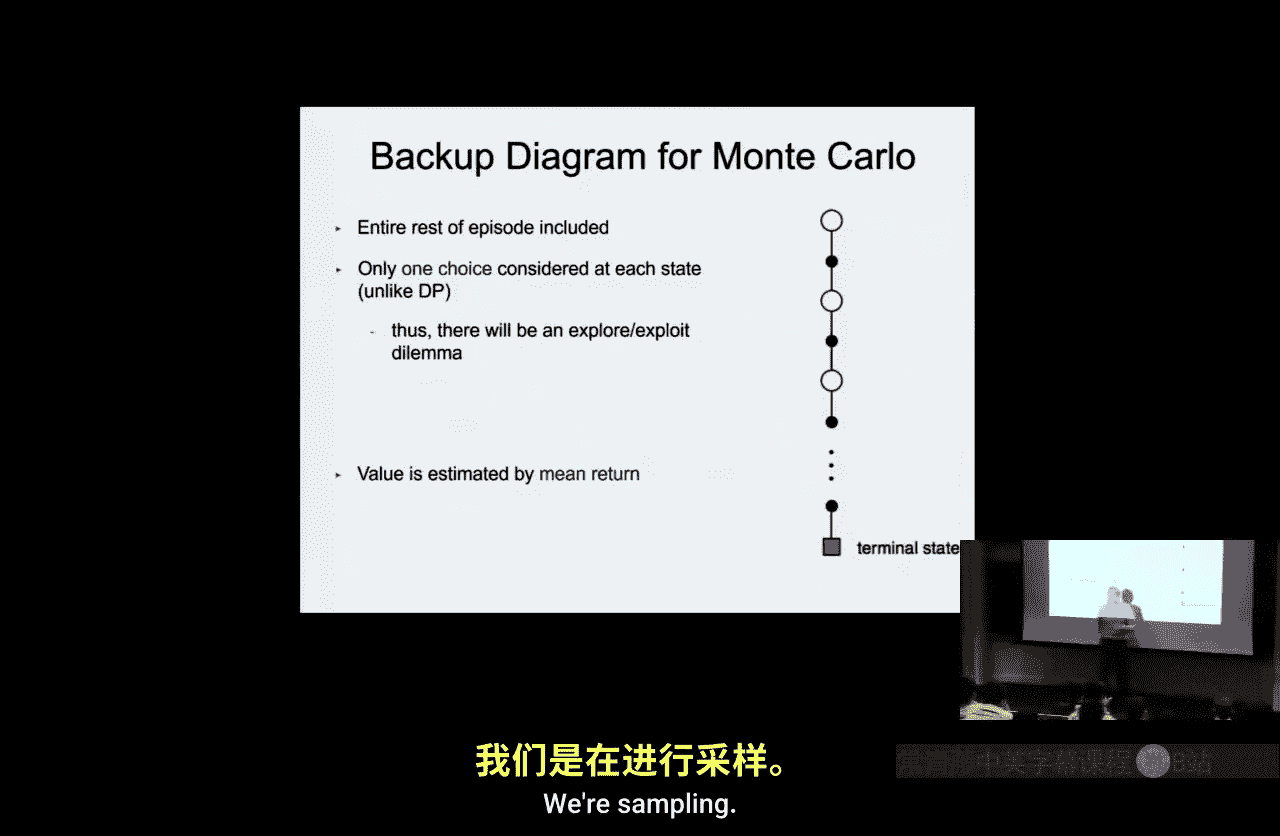 Backup Diagram for Monte Carlo
Entire rest of episode included
Only one choice considered at each state
(unlike DP)
- thus, there will be an explore/exploit
dilemma
Value is estimated by mean return
terminal state
我们是在进行采样。
We're sampling.